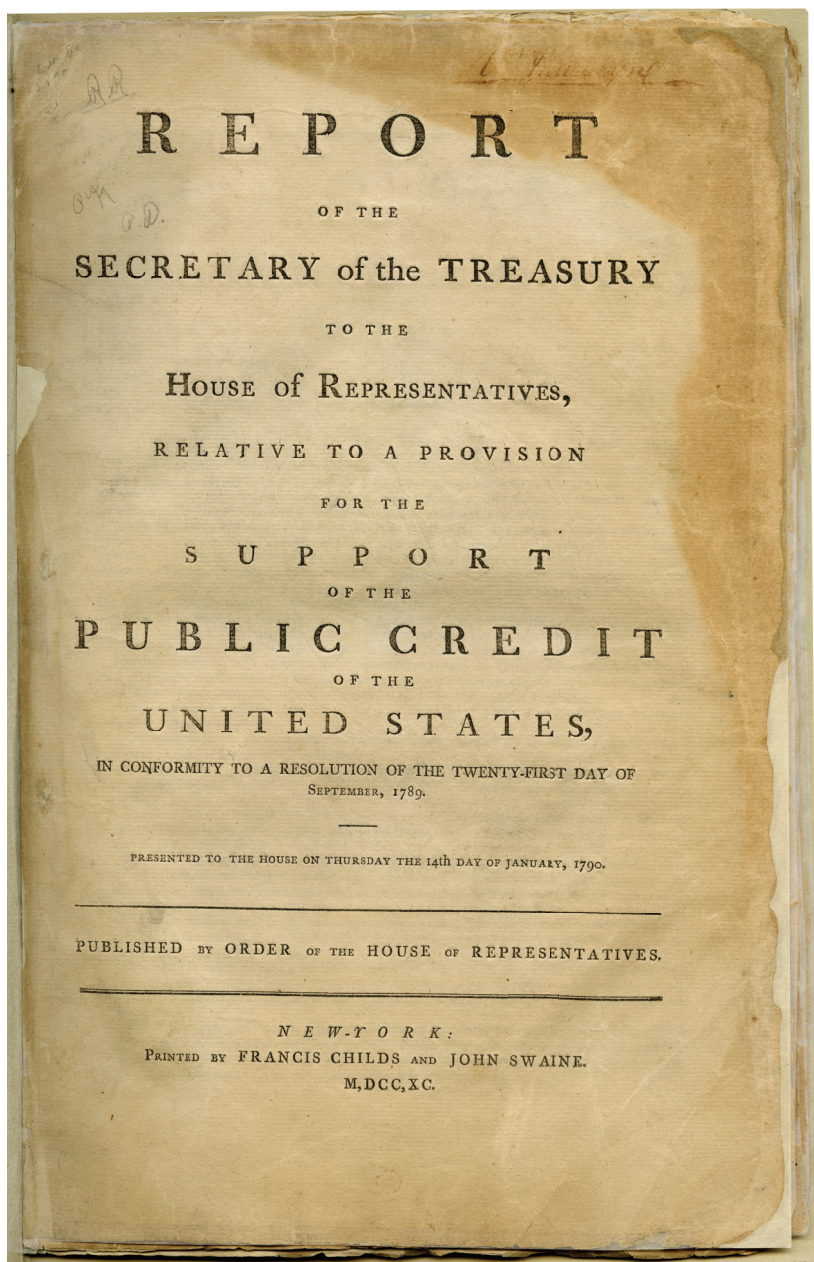 REPORT
OF THE
SECRETARY of the TREASURY
TO THE
HOUSE of REPRESENTATIVES,
RELATIVE TO A PROVISION
FOR THE
SUPPORT
OF THE
PUBLIC CREDIT
OF THE
UNITED STATES,
IN CONFORMITY TO A RESOLUTION OF THE TWENTY-FIRST DAY OF
SEPTEMBER, 1789.
PRESENTED TO THE HOUSE ON THURSDAY THE 14th DAY OF JANUARY, 1790.
PUBLISHED BY ORDER OF THE HOUSE OF REPRESENTATIVES.
NEW-YORK:
PRINTED BY FRANCIS CHILDS AND JOHN SWAINE.
M,DCC,XC.